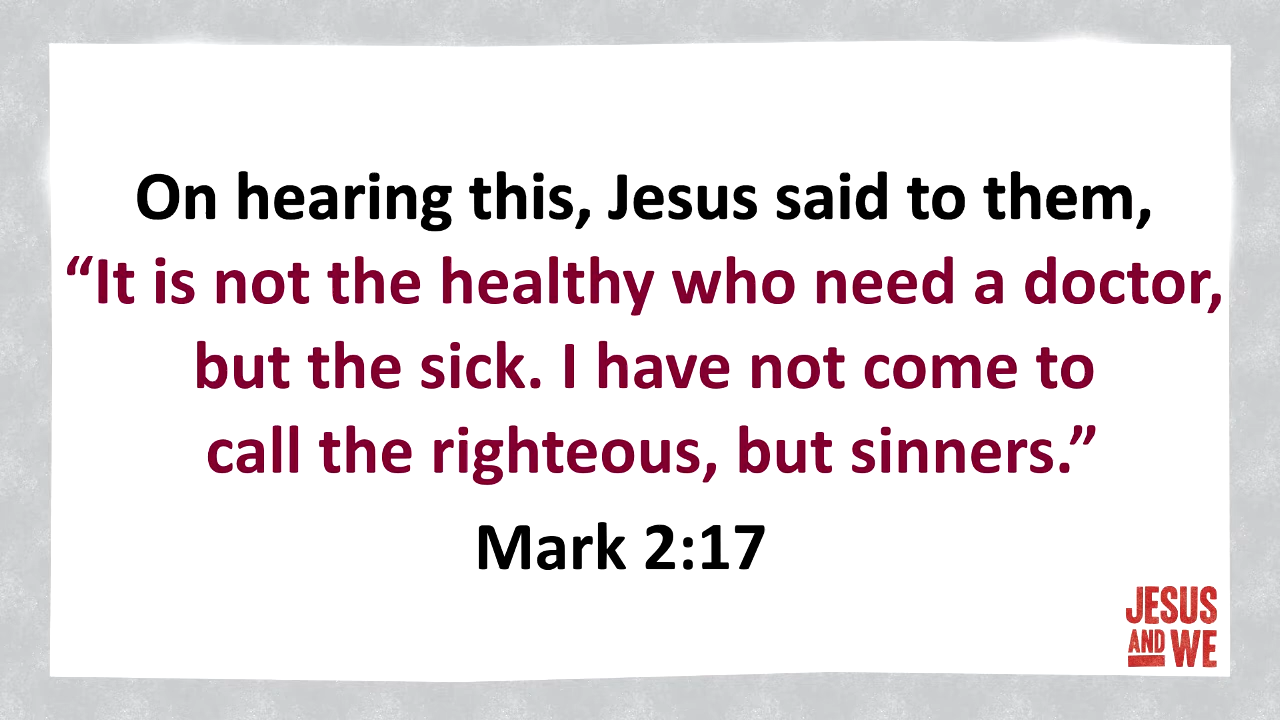 On hearing this, Jesus said to them,
“It is not the healthy who need a doctor,
but the sick. I have not come to
call the righteous, but sinners.”
Mark 2:17
JESUS
AND WE